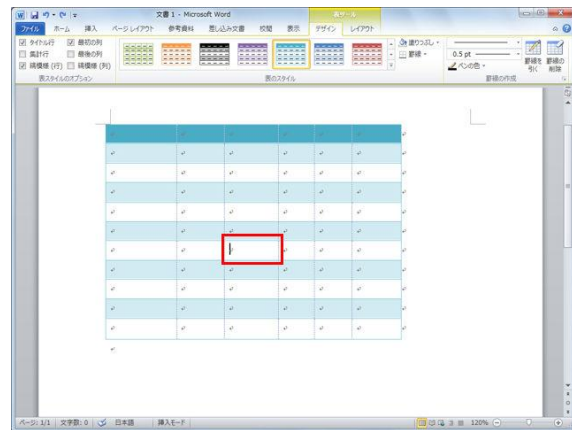 文書 1 - Microsoft Word
表ツール
ファイル ホーム 挿入 ページ レイアウト 参考資料 差し込み文書 校閲 表示 デザイン レイアウト
タイトル行 最初の列
集計行 最後の列
縞模様 (行) 縞模様 (列)
塗りつぶし
罫線
0.5 pt
ペンの色
罫線を引く
罫線の削除
表スタイルのオプション 表のスタイル 罫線の作成
ページ: 1/1 文字数: 0 日本語 挿入モード 120%